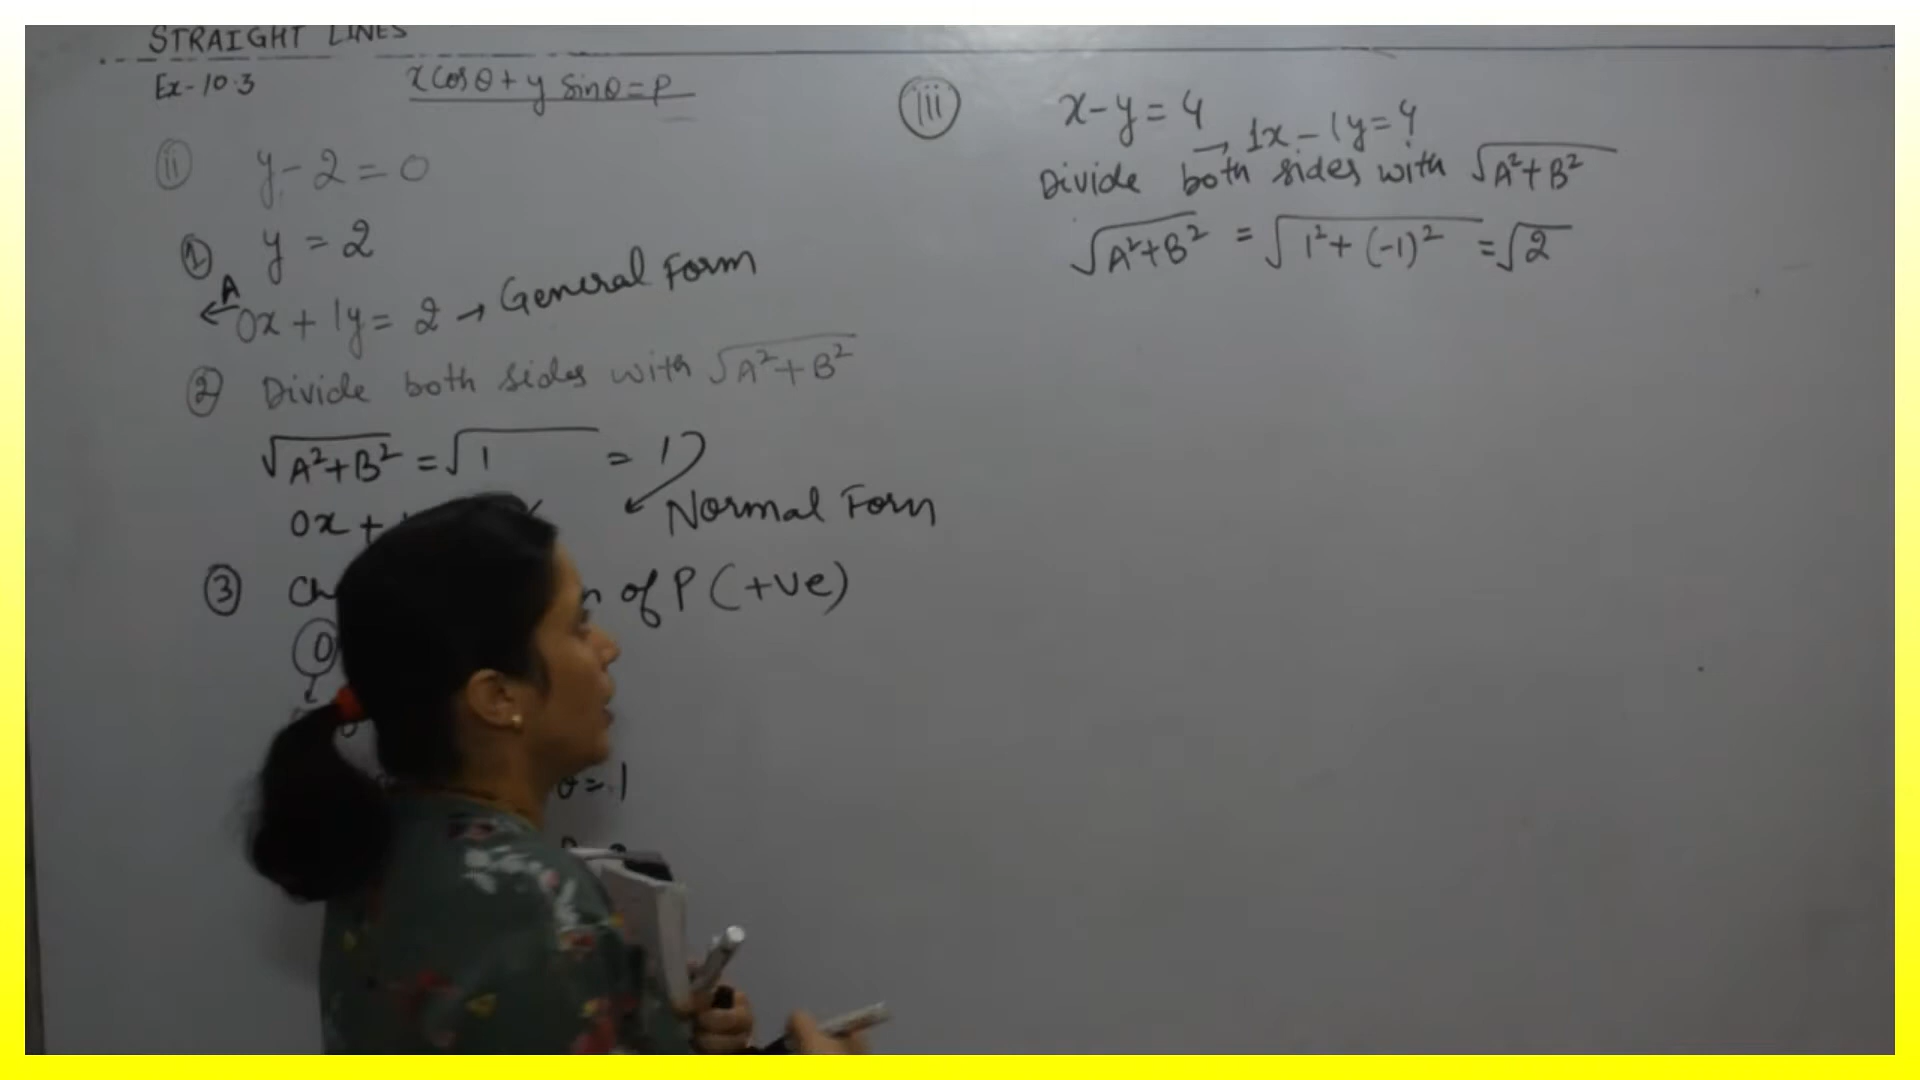 STRAIGHT LINES
Ex-10.3
x cosθ + y sinθ = P
(ii) y - 2 = 0
① y = 2
A
0x + 1y = 2 → General Form
② Divide both sides with √A²+B²
√A²+B² = √1 = 1
0x +
Normal Form
③ of P (+ve)
0
θ = 1
(iii) x - y = 4
→ 1x - 1y = 4
Divide both sides with √A²+B²
√A²+B² = √1²+(-1)² = √2